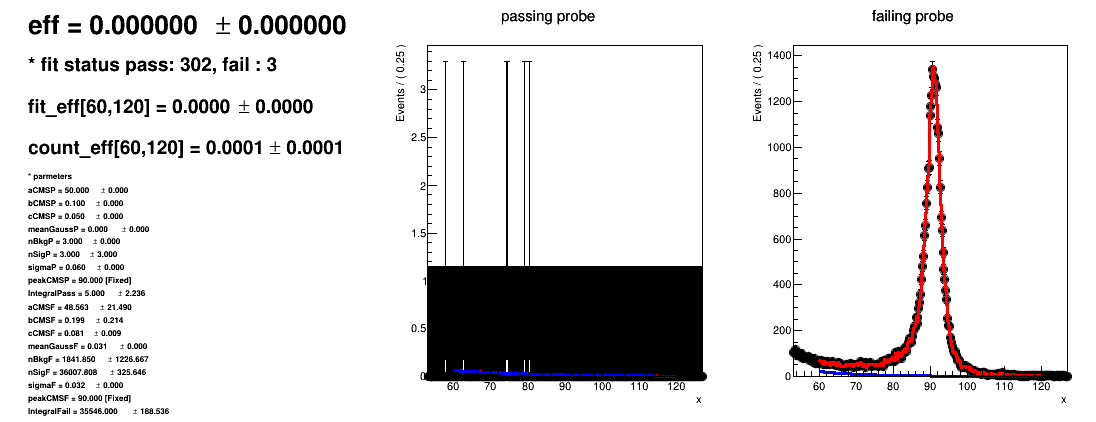 eff = 0.000000 ± 0.000000
* fit status pass: 302, fail : 3
fit_eff[60,120] = 0.0000 ± 0.0000
count_eff[60,120] = 0.0001 ± 0.0001
* parmeters
aCMSP = 50.000 ± 0.000
bCMSP = 0.100 ± 0.000
cCMSP = 0.050 ± 0.000
meanGaussP = 0.000 ± 0.000
nBkgP = 3.000 ± 0.000
nSigP = 3.000 ± 3.000
sigmaP = 0.060 ± 0.000
peakCMSP = 90.000 [Fixed]
IntegralPass = 5.000 ± 2.236
aCMSF = 48.563 ± 21.490
bCMSF = 0.199 ± 0.214
cCMSF = 0.081 ± 0.009
meanGaussF = 0.031 ± 0.000
nBkgF = 1841.850 ± 1226.667
nSigF = 36007.808 ± 325.646
sigmaF = 0.032 ± 0.000
peakCMSF = 90.000 [Fixed]
IntegralFail = 35546.000 ± 188.536
passing probe
Events / ( 0.25 )
3
2.5
2
1.5
1
0.5
0
60 70 80 90 100 110 120
x
failing probe
Events / ( 0.25 )
1400
1200
1000
800
600
400
200
0
60 70 80 90 100 110 120
x